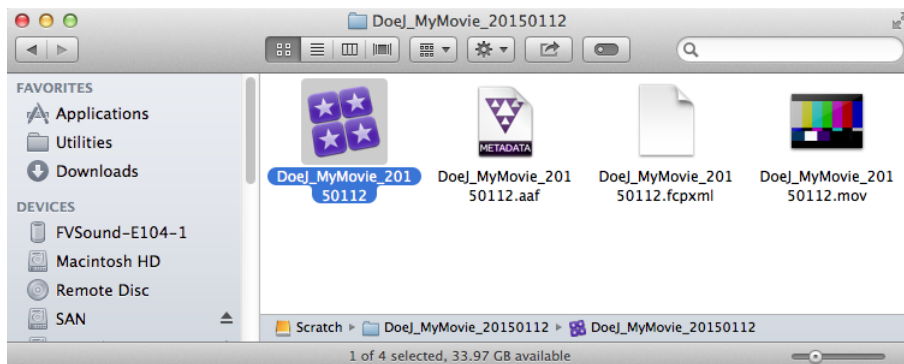 DoeJ_MyMovie_20150112
FAVORITES
Applications
Utilities
Downloads
DEVICES
FVSound-E104-1
Macintosh HD
Remote Disc
SAN
DoeJ_MyMovie_201
50112
METADATA
DoeJ_MyMovie_201
50112.aaf
DoeJ_MyMovie_201
50112.fcpxml
DoeJ_MyMovie_201
50112.mov
Scratch ▸ DoeJ_MyMovie_20150112 ▸ DoeJ_MyMovie_20150112
1 of 4 selected, 33.97 GB available